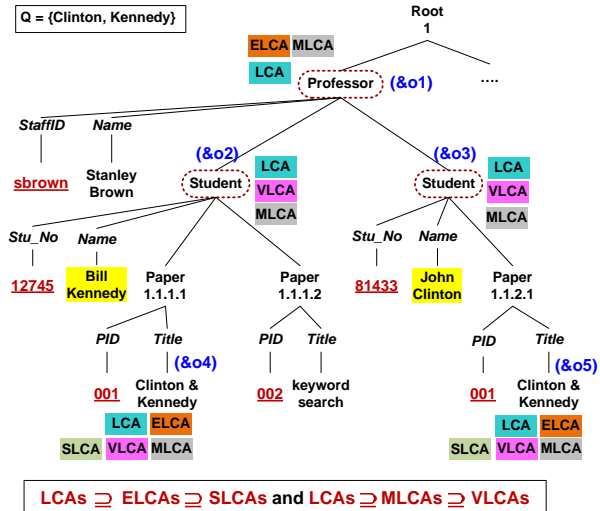 Q = {Clinton, Kennedy}
Root
1
ELCA MLCA
LCA
Professor
(&o1)
....
StaffID Name
sbrown
Stanley
Brown
(&o2)
Student
LCA
VLCA
MLCA
(&o3)
Student
LCA
VLCA
MLCA
Stu_No Name
12745
Bill
Kennedy
Paper
1.1.1.1
Paper
1.1.1.2
Stu_No Name
81433
John
Clinton
Paper
1.1.2.1
PID Title
(&o4)
001
Clinton &
Kennedy
LCA ELCA
SLCA VLCA MLCA
PID Title
002
keyword
search
PID Title
(&o5)
001
Clinton &
Kennedy
LCA ELCA
SLCA VLCA MLCA
LCAs ⊇ ELCAs ⊇ SLCAs and LCAs ⊇ MLCAs ⊇ VLCAs